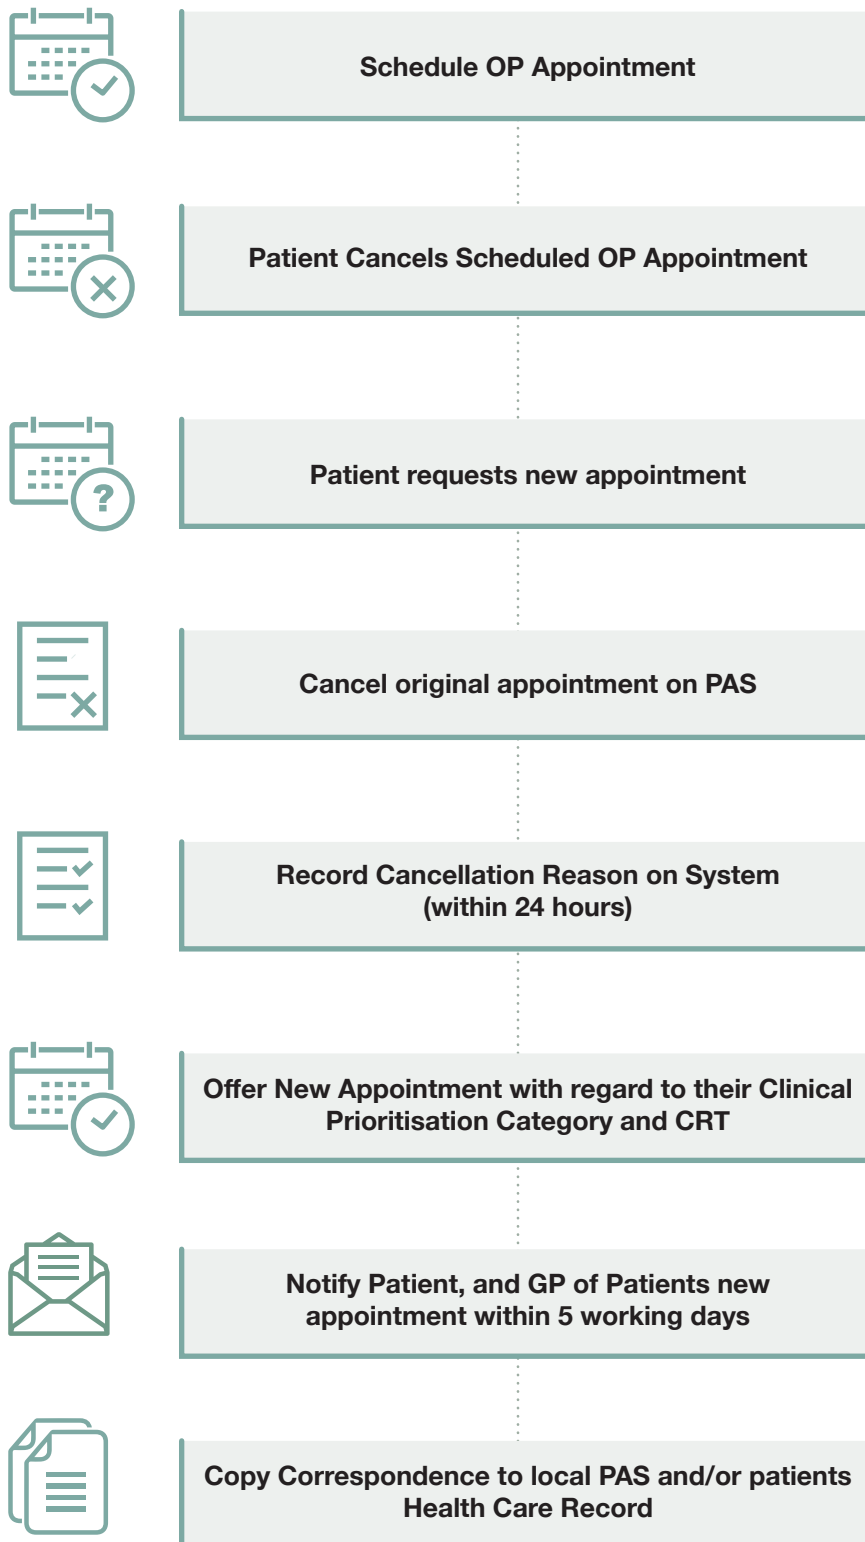 Schedule OP Appointment
Patient Cancels Scheduled OP Appointment
?
Patient requests new appointment
Cancel original appointment on PAS
Record Cancellation Reason on System
(within 24 hours)
Offer New Appointment with regard to their Clinical
Prioritisation Category and CRT
Notify Patient, and GP of Patients new
appointment within 5 working days
Copy Correspondence to local PAS and/or patients
Health Care Record